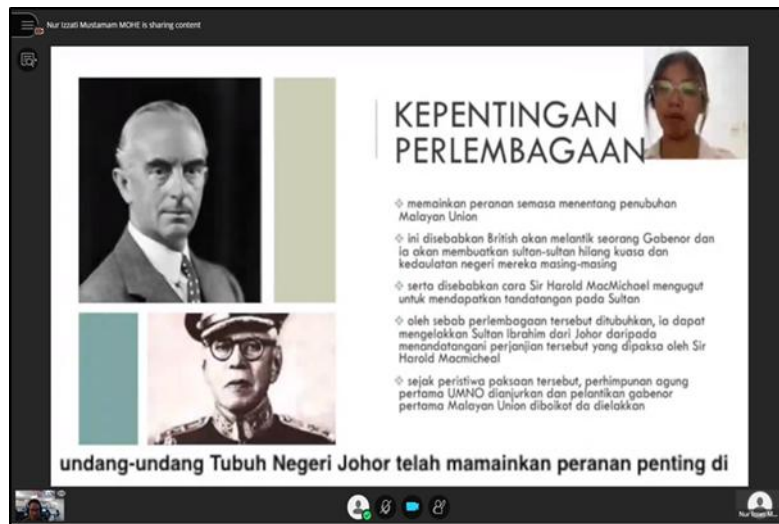 Nur Izzati Mustamam MOHE is sharing content
KEPENTINGAN
PERLEMBAGAAN
memainkan peranan semasa menentang penubuhan
Malayan Union
ini disebabkan British akan melantik seorang Gabenor dan
ia akan membuatkan sultan-sultan hilang kuasa dan
kedaulatan negeri mereka masing-masing
serta disebabkan cara Sir Harold MacMichael mengugut
untuk mendapatkan tandatangan pada Sultan
oleh sebab perlembagaan tersebut ditubuhkan, ia dapat
mengelakkan Sultan Ibrahim dari Johor daripada
menandatangani perjanjian tersebut yang dipaksa oleh Sir
Harold Macmicheal
sejak peristiwa paksaan tersebut, perhimpunan agung
pertama UMNO dianjurkan dan pelantikan gabenor
pertama Malayan Union diboikot da dielakkan
undang-undang Tubuh Negeri Johor telah mamainkan peranan penting di
Nur Izzati M...